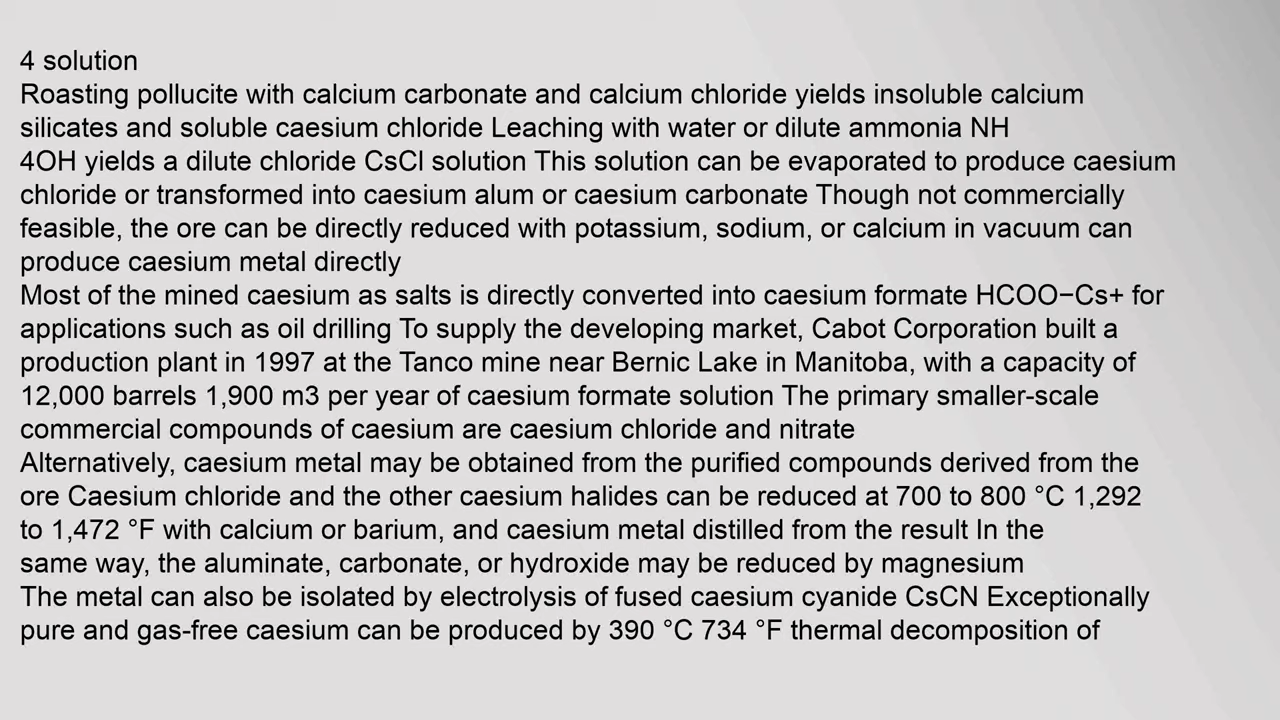 4 solution
Roasting pollucite with calcium carbonate and calcium chloride yields insoluble calcium
silicates and soluble caesium chloride Leaching with water or dilute ammonia NH
4OH yields a dilute chloride CsCl solution This solution can be evaporated to produce caesium
chloride or transformed into caesium alum or caesium carbonate Though not commercially
feasible, the ore can be directly reduced with potassium, sodium, or calcium in vacuum can
produce caesium metal directly
Most of the mined caesium as salts is directly converted into caesium formate HCOO−Cs+ for
applications such as oil drilling To supply the developing market, Cabot Corporation built a
production plant in 1997 at the Tanco mine near Bernic Lake in Manitoba, with a capacity of
12,000 barrels 1,900 m3 per year of caesium formate solution The primary smaller-scale
commercial compounds of caesium are caesium chloride and nitrate
Alternatively, caesium metal may be obtained from the purified compounds derived from the
ore Caesium chloride and the other caesium halides can be reduced at 700 to 800 °C 1,292
to 1,472 °F with calcium or barium, and caesium metal distilled from the result In the
same way, the aluminate, carbonate, or hydroxide may be reduced by magnesium
The metal can also be isolated by electrolysis of fused caesium cyanide CsCN Exceptionally
pure and gas-free caesium can be produced by 390 °C 734 °F thermal decomposition of